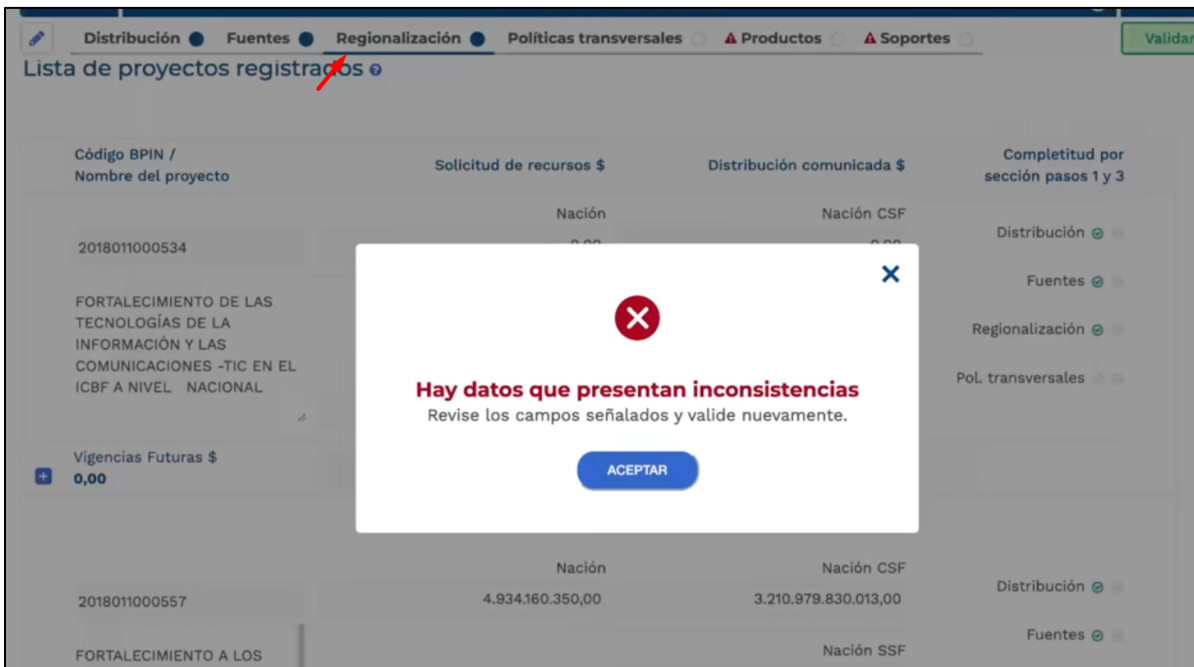 Distribución Fuentes Regionalización Políticas transversales Productos Soportes Validar
Lista de proyectos registrados
Código BPIN /
Nombre del proyecto
Solicitud de recursos $
Distribución comunicada $
Completitud por
sección pasos 1 y 3
Nación
Nación CSF
2018011000534
0,00
0,00
Distribución
FORTALECIMIENTO DE LAS
TECNOLOGÍAS DE LA
INFORMACIÓN Y LAS
COMUNICACIONES -TIC EN EL
ICBF A NIVEL NACIONAL
Fuentes
Regionalización
Pol. transversales
Hay datos que presentan inconsistencias
Revise los campos señalados y valide nuevamente.
ACEPTAR
Vigencias Futuras $
0,00
Nación
Nación CSF
2018011000557
4.934.160.350,00
3.210.979.830.013,00
Distribución
Fuentes
Nación SSF
FORTALECIMIENTO A LOS